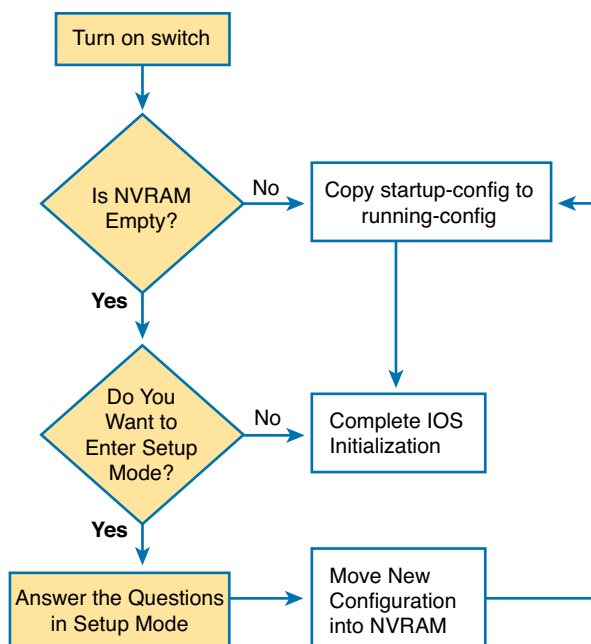 Turn on switch
Is NVRAM
Empty?
No
Copy startup-config to
running-config
Yes
Do You
Want to
Enter Setup
Mode?
No
Complete IOS
Initialization
Yes
Answer the Questions
in Setup Mode
Move New
Configuration
into NVRAM